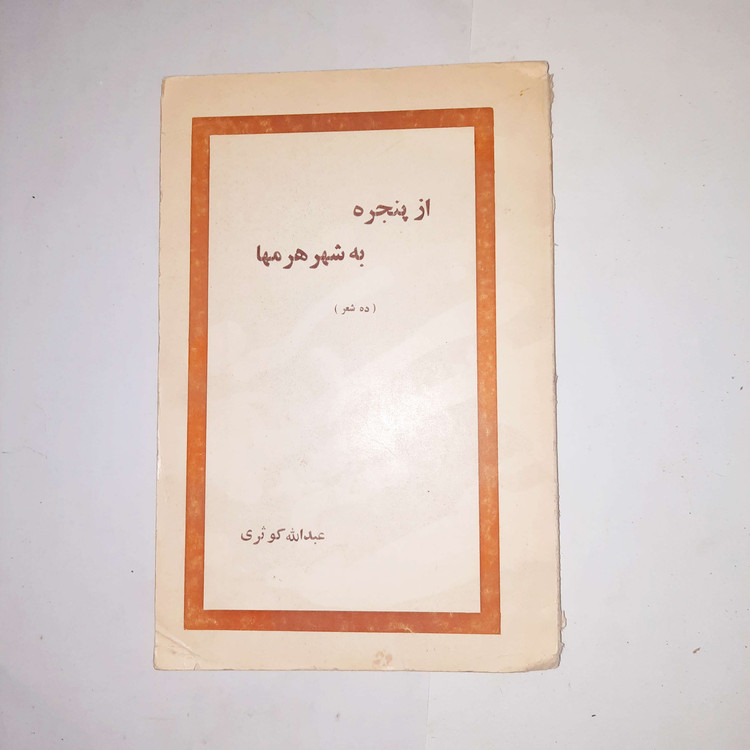 از پنجره
به شهر هرمها
( ده شعر )
عبدالله کوثری